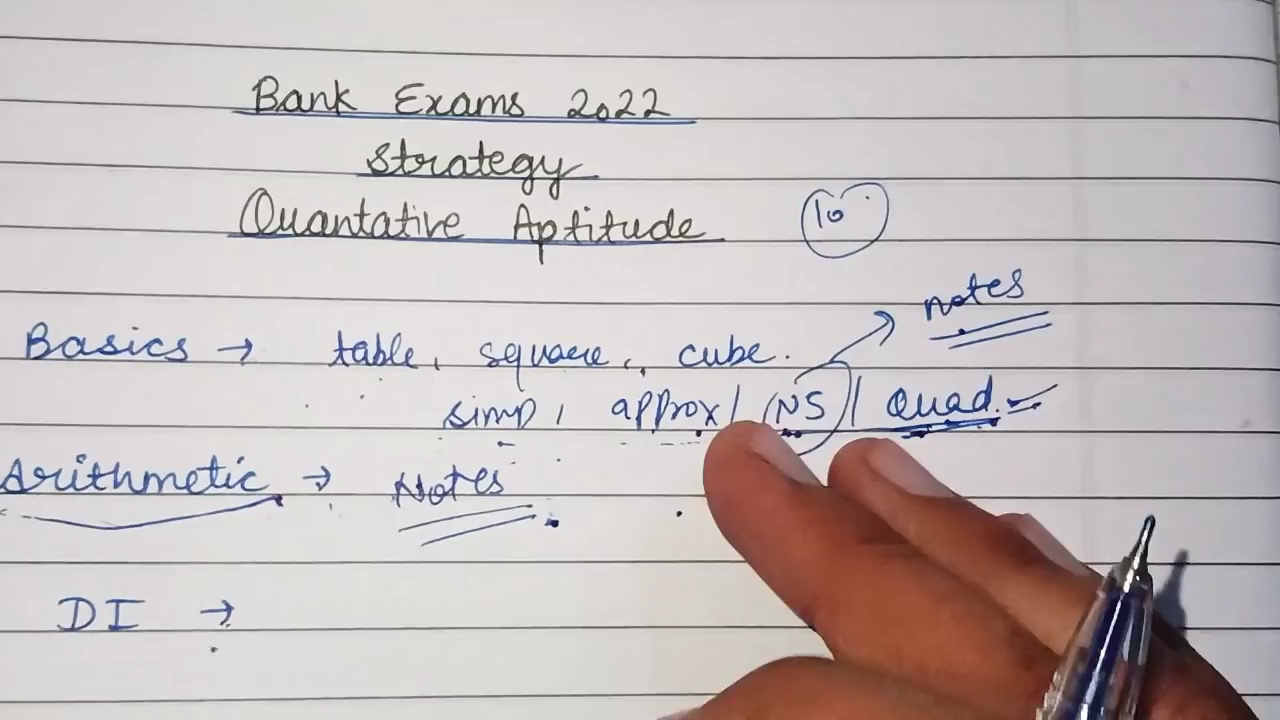 Bank Exams 2022
Strategy
Quantative Aptitude 10
notes
Basics → table, square, cube.
simp, approx / NS / Quad.
Arithmetic → Notes
DI →